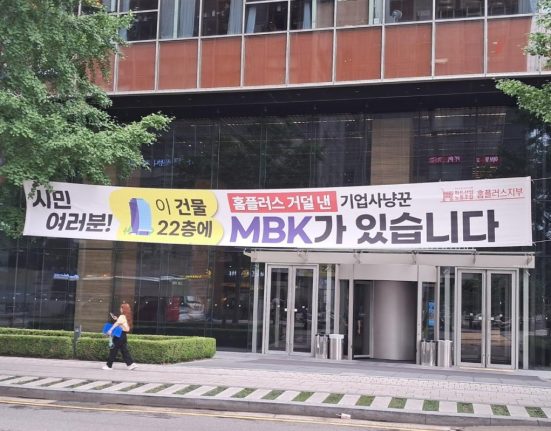 시민
여러분!
이 건물
22층에
홈플러스 거덜 낸 기업사냥꾼
MBK가 있습니다
홈플러스지부